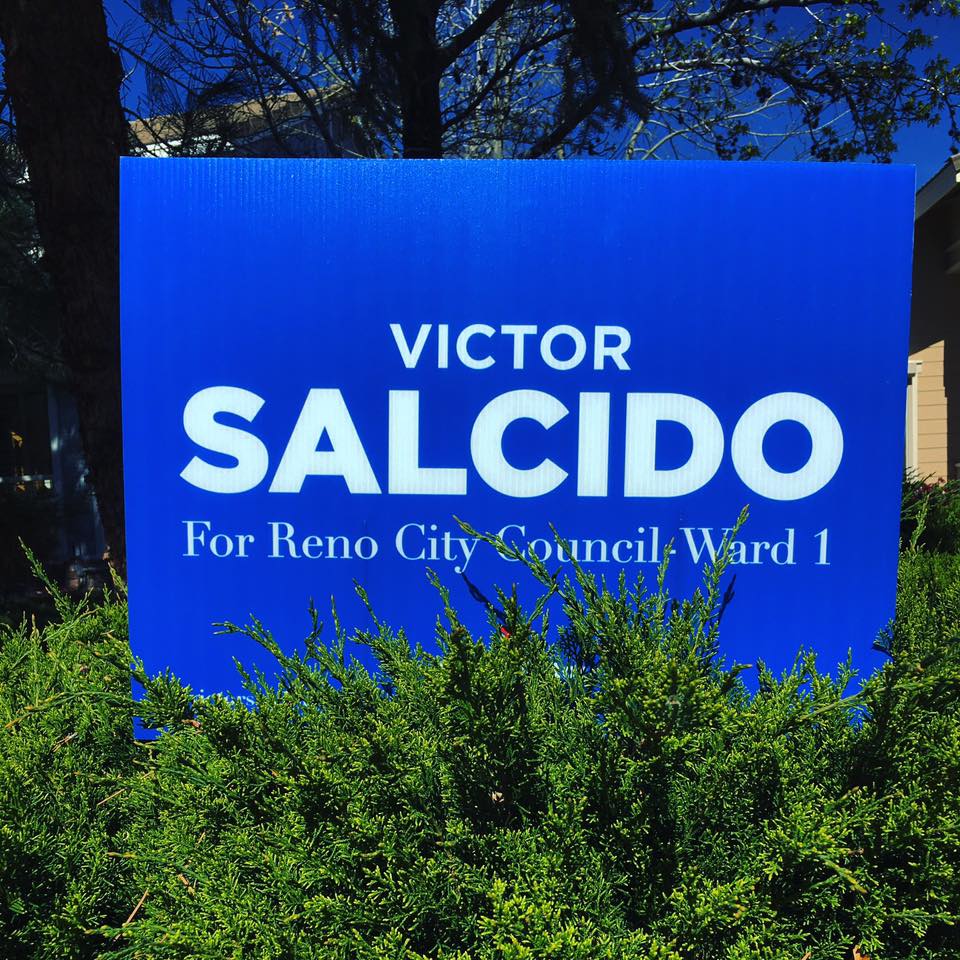 VICTOR
SALCIDO
For Reno City Council-Ward 1